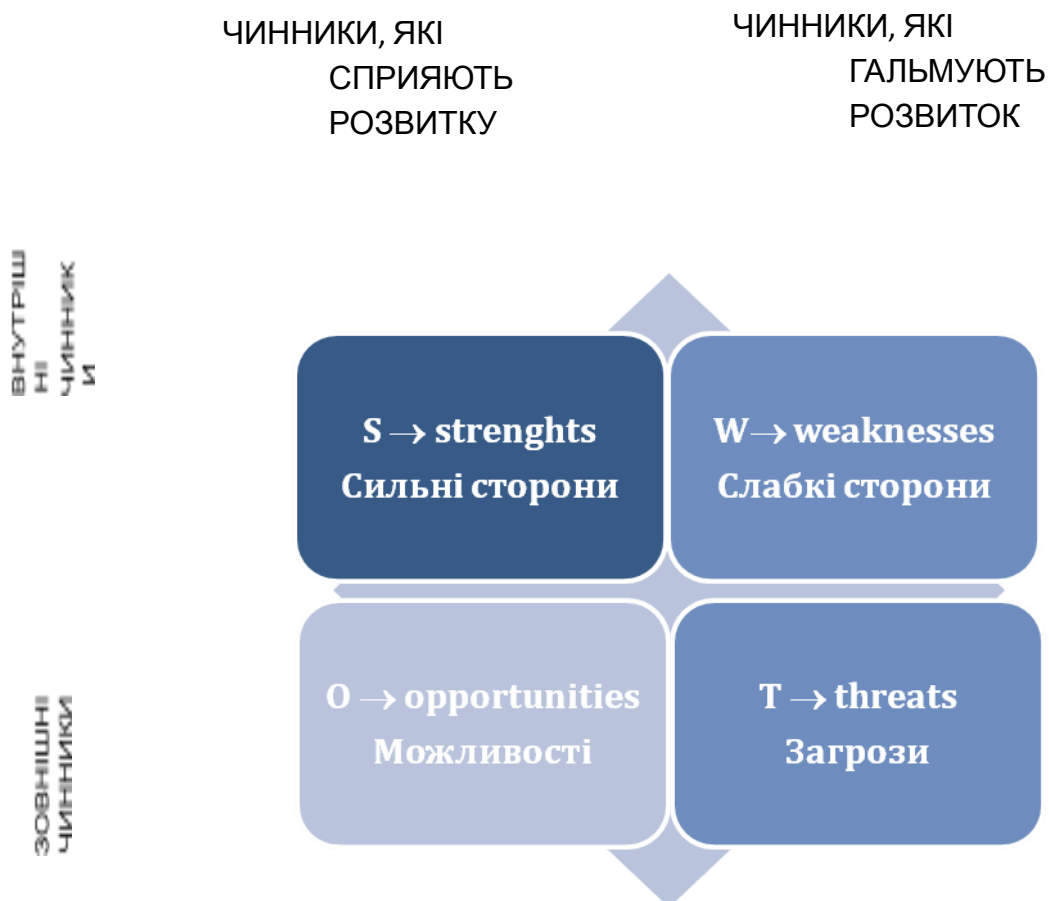 ЧИННИКИ, ЯКІ
СПРИЯЮТЬ
РОЗВИТКУ
ЧИННИКИ, ЯКІ
ГАЛЬМУЮТЬ
РОЗВИТОК
ВНУТРІШ
НІ
ЧИННИК
И
S → strenghts
Сильні сторони
W→ weaknesses
Слабкі сторони
ЗОВНІШНІ
ЧИННИКИ
O → opportunities
Можливості
T → threats
Загрози